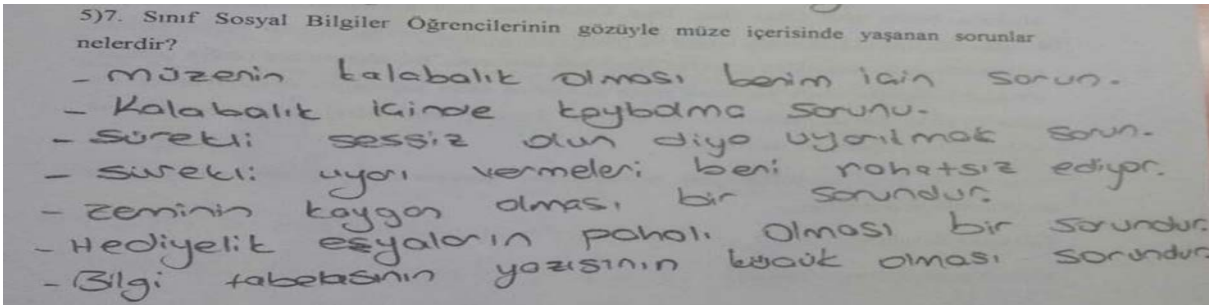 5)7. Sınıf Sosyal Bilgiler Öğrencilerinin gözüyle müze içerisinde yaşanan sorunlar
nelerdir?
- müzenin kalabalık olması benim için sorun.
- Kalabalık içinde kaybolma sorunu.
- Sürekli sessiz olun diye uyarılmak sorun.
- Sürekli uyarı vermeleri beni rahatsız ediyor.
- zeminin kaygan olması bir sorundur.
- Hediyelik eşyaların pahalı olması bir sorundur.
- Bilgi tabelasının yazısının küçük olması sorundur.